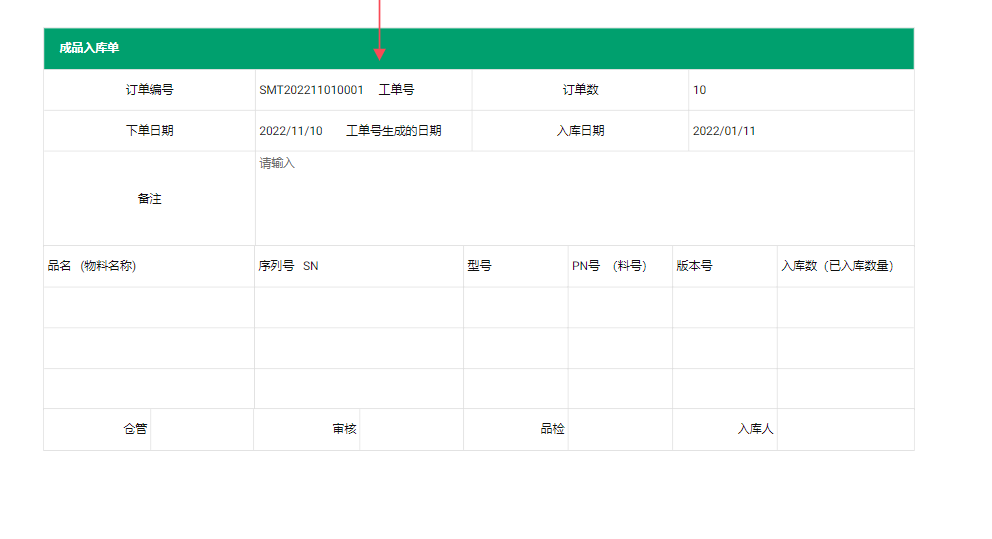 成品入库单
订单编号 SMT202211010001 工单号 订单数 10
下单日期 2022/11/10 工单号生成的日期 入库日期 2022/01/11
请输入
备注
品名 (物料名称) 序列号 SN 型号 PN号 (料号) 版本号 入库数 (已入库数量)
仓管 审核 品检 入库人